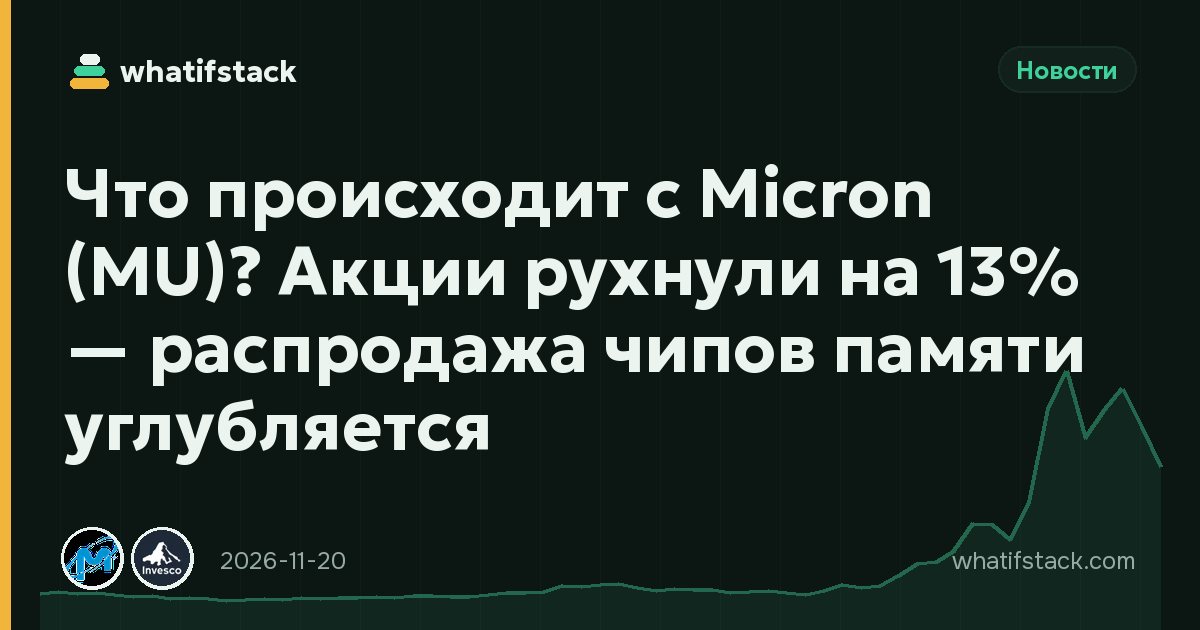 whatifstack
Новости
Что происходит с Micron
(MU)? Акции рухнули на 13%
— распродажа чипов памяти
углубляется
M
Invesco
2026-11-20
whatifstack.com